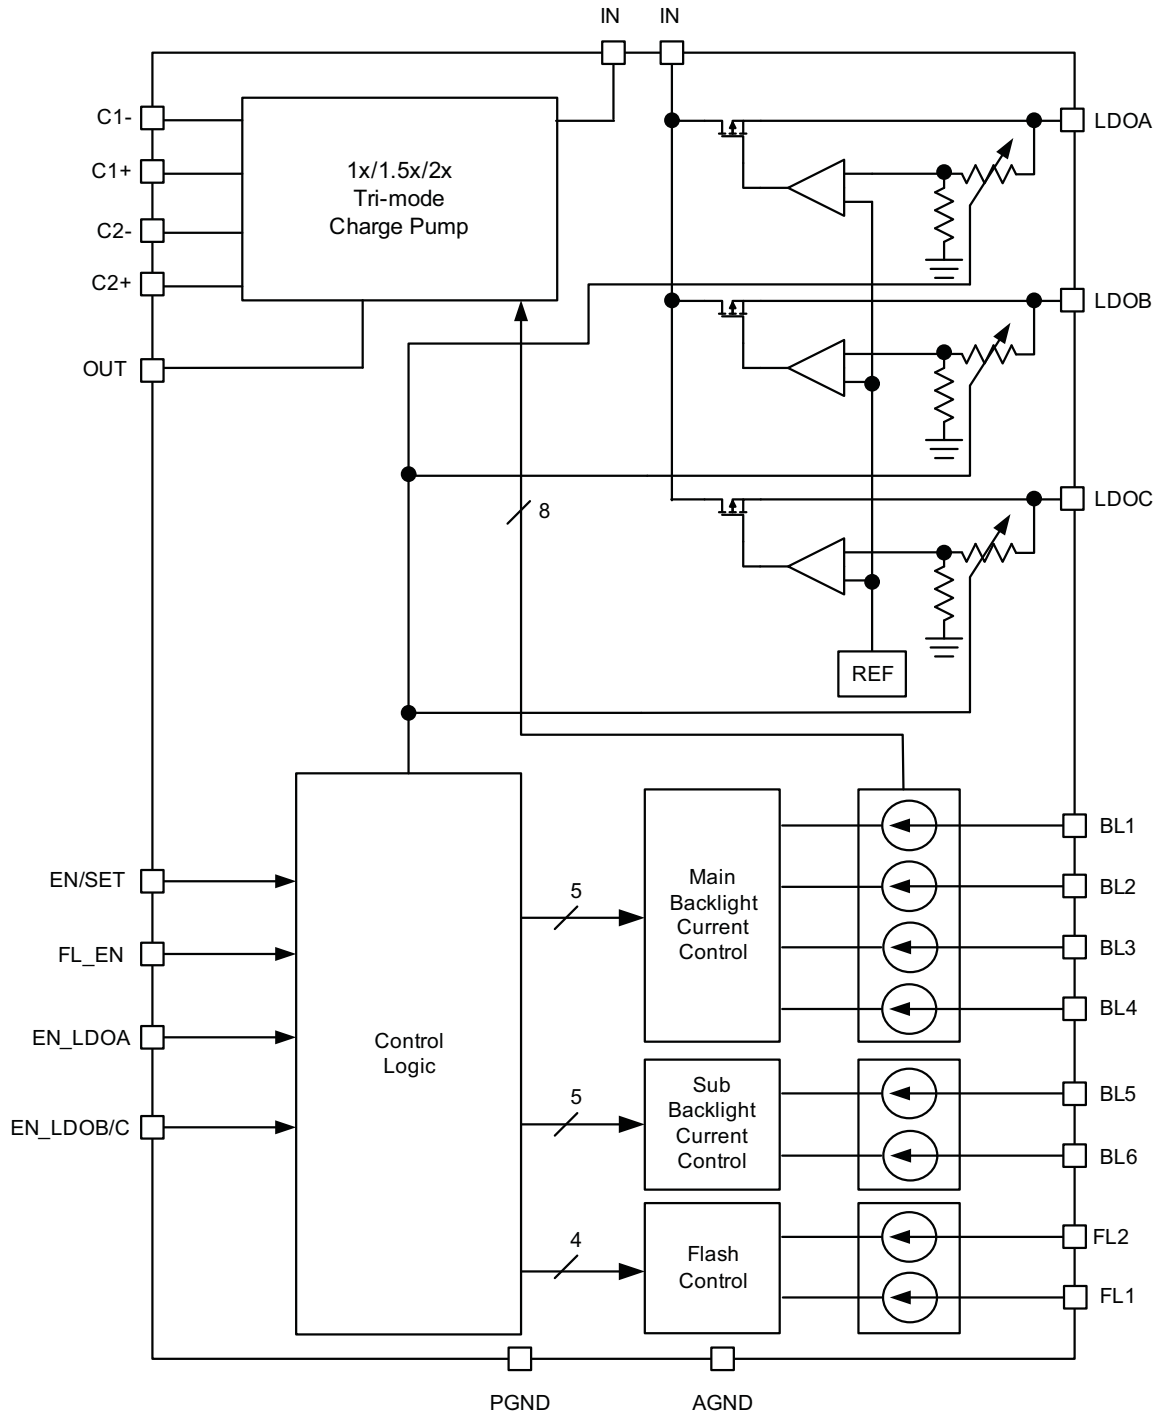 IN
IN
C1-
C1+
C2-
C2+
OUT
1x/1.5x/2x
Tri-mode
Charge Pump
LDOA
LDOB
LDOC
8
REF
EN/SET
FL_EN
EN_LDOA
EN_LDOB/C
Control
Logic
5
5
4
Main
Backlight
Current
Control
Sub
Backlight
Current
Control
Flash
Control
BL1
BL2
BL3
BL4
BL5
BL6
FL2
FL1
PGND
AGND